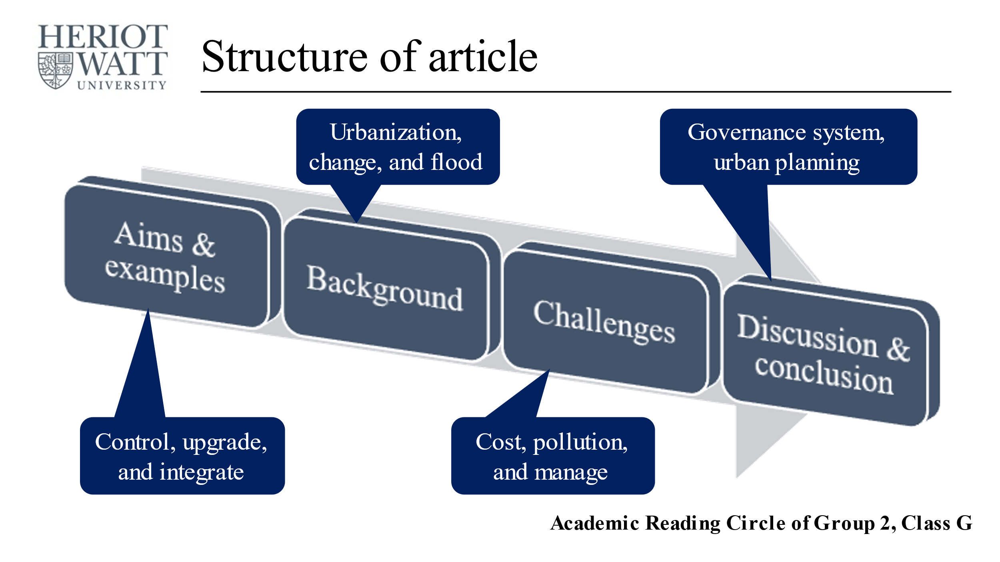 HERIOT
WATT
UNIVERSITY
Structure of article
Urbanization,
change, and flood
Governance system,
urban planning
Aims &
examples
Background
Challenges
Discussion &
conclusion
Control, upgrade,
and integrate
Cost, pollution,
and manage
Academic Reading Circle of Group 2, Class G